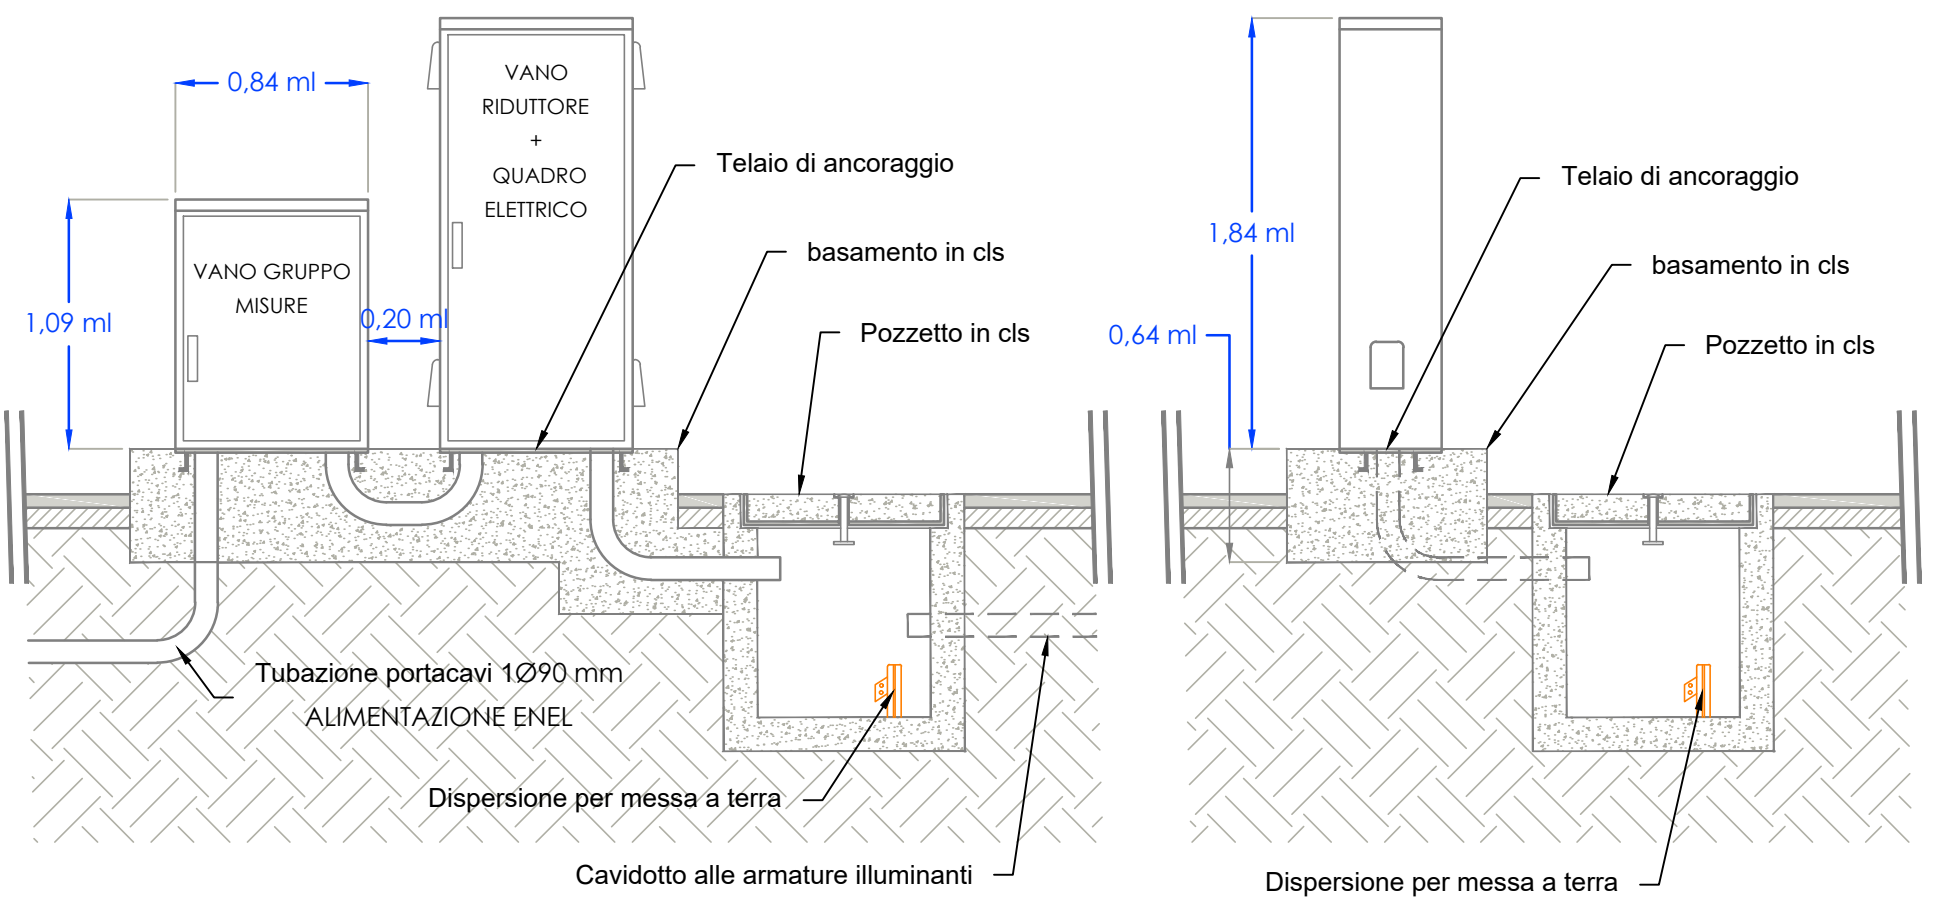 0,84 ml
VANO
RIDUTTORE
+
QUADRO
ELETTRICO
Telaio di ancoraggio
basamento in cls
VANO GRUPPO
MISURE
1,09 ml
0,20 ml
Pozzetto in cls
Tubazione portacavi 1Ø90 mm
ALIMENTAZIONE ENEL
Dispersione per messa a terra
Cavidotto alle armature illuminanti
1,84 ml
Telaio di ancoraggio
basamento in cls
0,64 ml
Pozzetto in cls
Dispersione per messa a terra